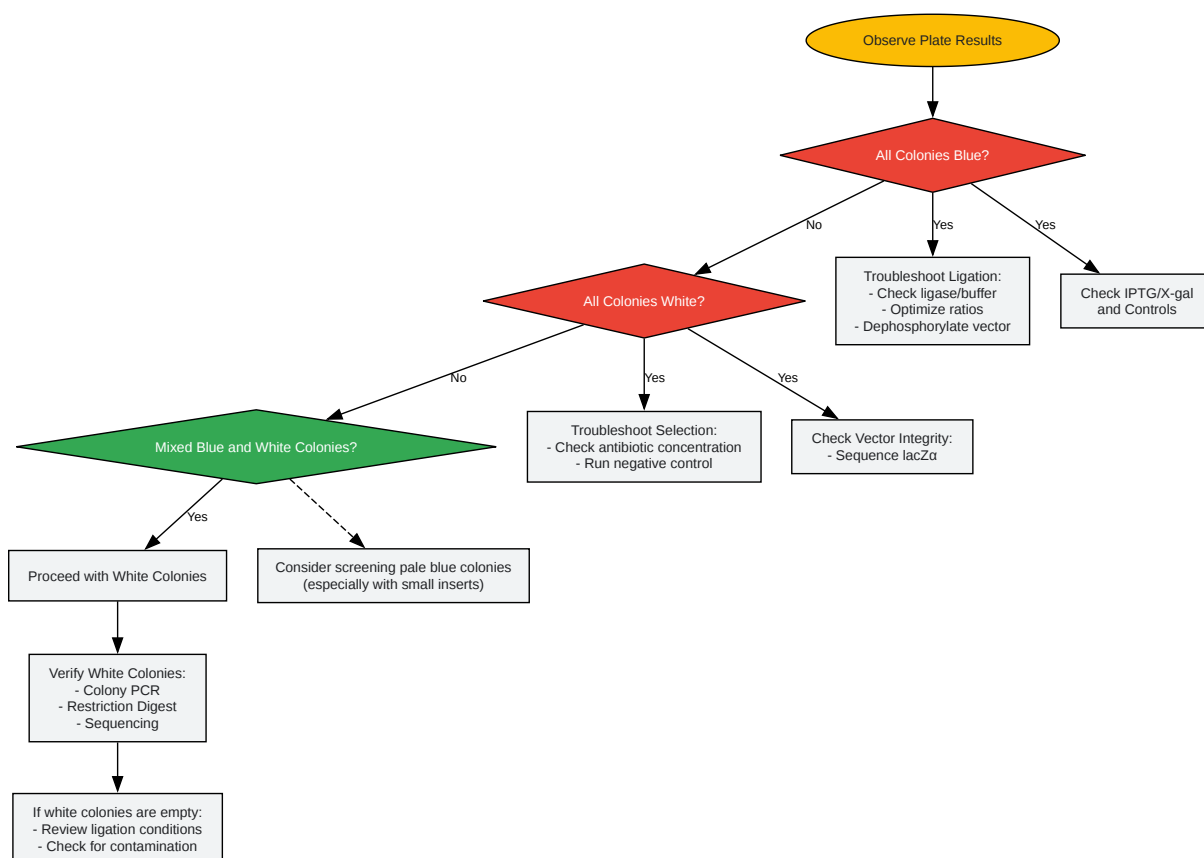 Observe Plate Results
All Colonies Blue?
No
Yes
Yes
All Colonies White?
Troubleshoot Ligation:
- Check ligase/buffer
- Optimize ratios
- Dephosphorylate vector
Check IPTG/X-gal
and Controls
No
Yes
Yes
Mixed Blue and White Colonies?
Troubleshoot Selection:
- Check antibiotic concentration
- Run negative control
Check Vector Integrity:
- Sequence lacZα
Yes
Proceed with White Colonies
Consider screening pale blue colonies
(especially with small inserts)
Verify White Colonies:
- Colony PCR
- Restriction Digest
- Sequencing
If white colonies are empty:
- Review ligation conditions
- Check for contamination